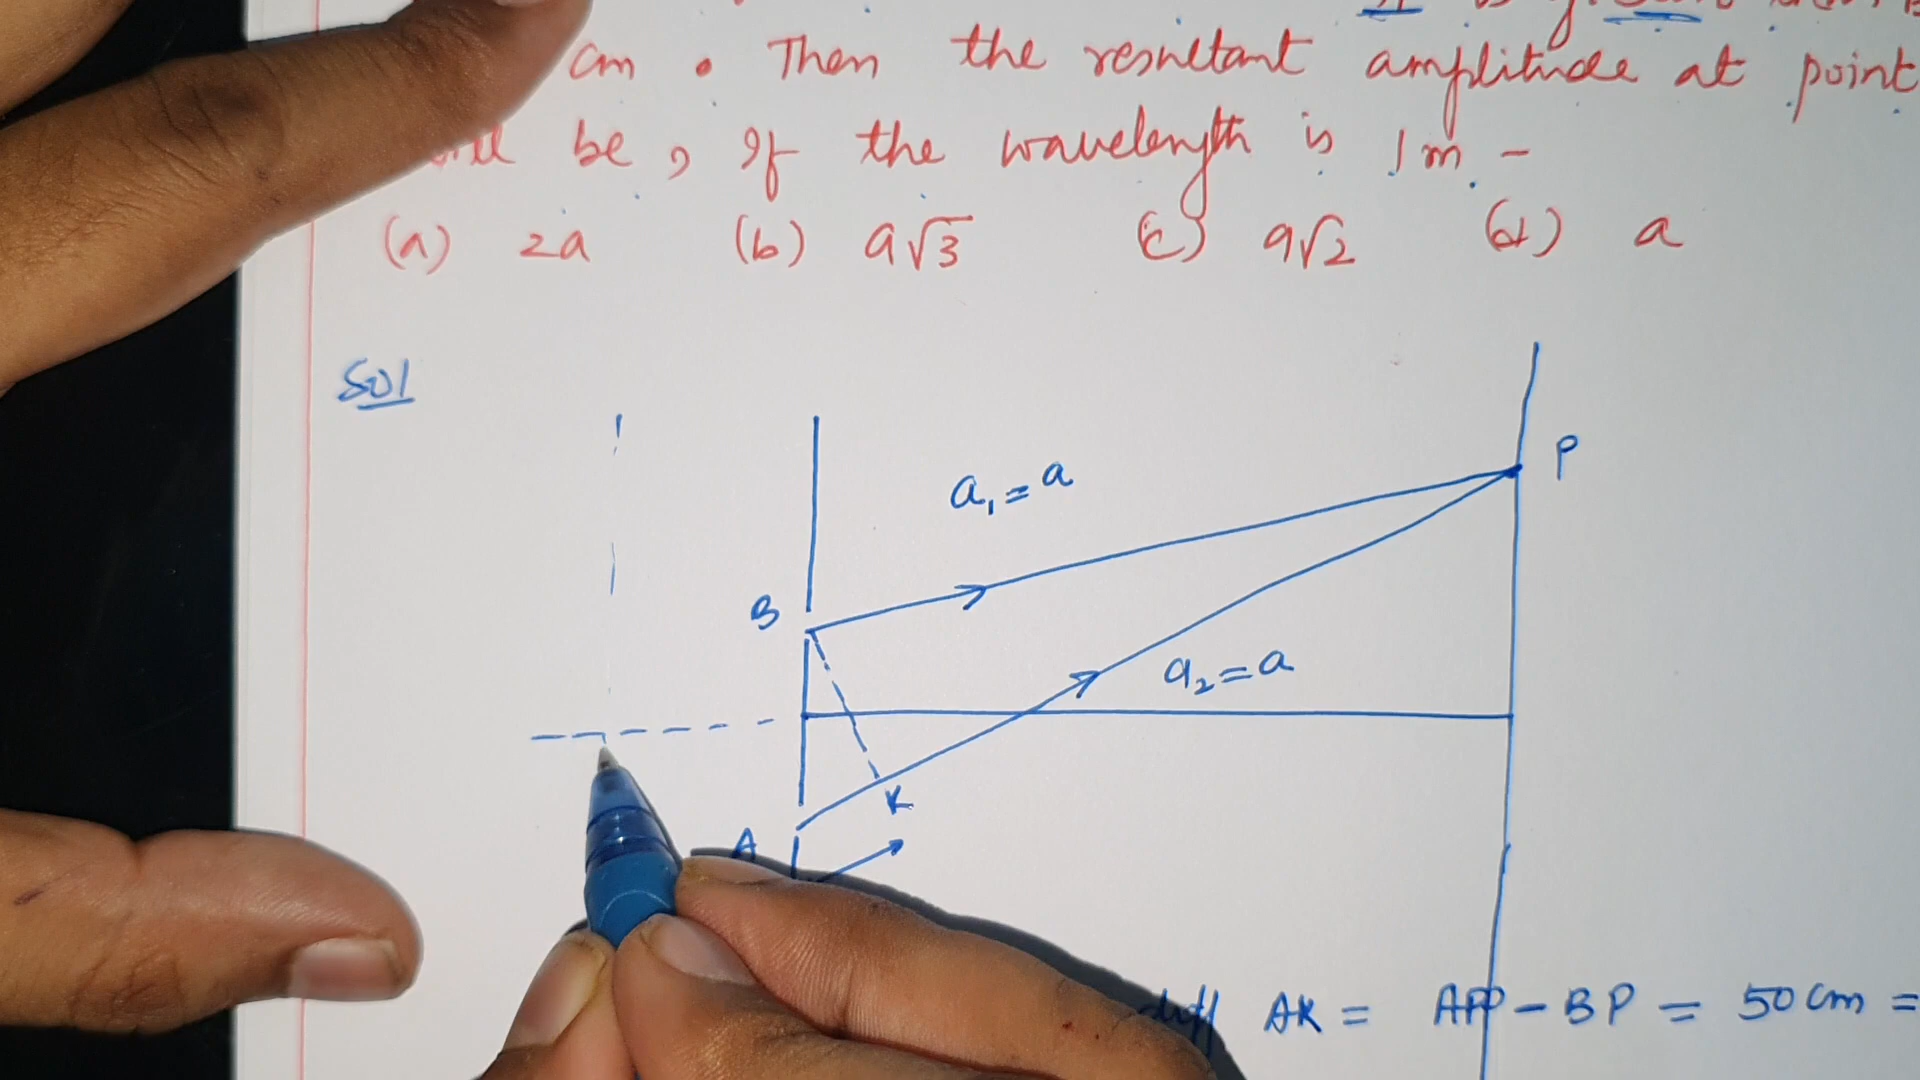 cm . Then the resultant amplitude at point
be , If the wavelength is 1m -
(a) 2a (b) a√3 (c) a√2 (d) a
Sol
P
a₁ = a
B
a₂ = a
K
A
diff AK = AP - BP = 50 cm =